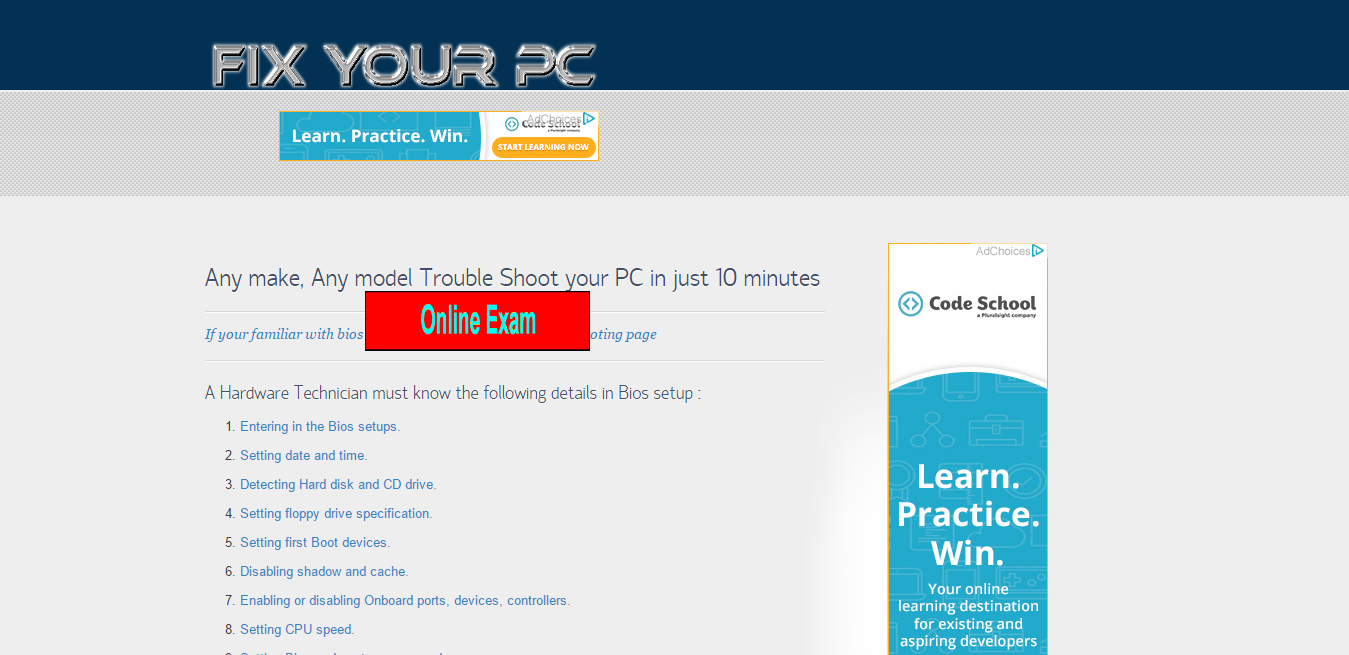 FIX YOUR PC
Learn. Practice. Win.
AdChoices
Code School
a Pluralsight company
START LEARNING NOW
Any make, Any model Trouble Shoot your PC in just 10 minutes
Online Exam
If your familiar with bios
oting page
A Hardware Technician must know the following details in Bios setup :
1. Entering in the Bios setups.
2. Setting date and time.
3. Detecting Hard disk and CD drive.
4. Setting floppy drive specification.
5. Setting first Boot devices.
6. Disabling shadow and cache.
7. Enabling or disabling Onboard ports, devices, controllers.
8. Setting CPU speed.
AdChoices
Code School
a Pluralsight company
Learn.
Practice.
Win.
Your online
learning destination
for existing and
aspiring developers